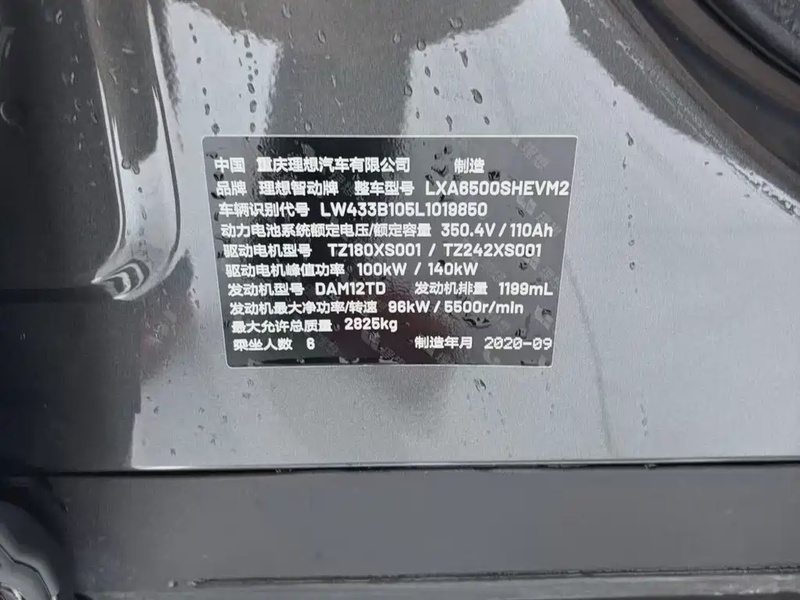 中国 重庆理想汽车有限公司 制造
品牌 理想智动牌 整车型号 LXA6500SHEVM2
车辆识别代号 LW433B105L1019850
动力电池系统额定电压/额定容量 350.4V/110Ah
驱动电机型号 TZ180XS001 / TZ242XS001
驱动电机峰值功率 100kW / 140kW
发动机型号 DAM12TD 发动机排量 1199mL
发动机最大净功率/转速 96kW/5500r/min
最大允许总质量 2825kg
乘坐人数 6 制造年月 2020-09